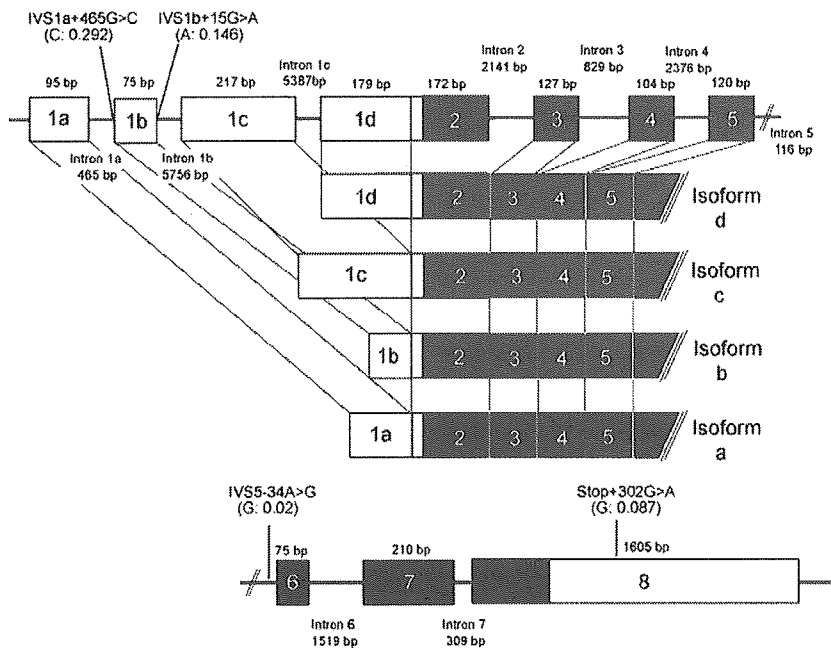 IVS1a+465G>C
(C: 0.292)
IVS1b+15G>A
(A: 0.146)
95 bp
75 bp
217 bp
Intron 1c
5387bp
179 bp
172 bp
Intron 2
2141 bp
127 bp
Intron 3
829 bp
104 bp
Intron 4
2376 bp
120 bp
1a
1b
1c
1d
2
3
4
5
Intron 1a
465 bp
Intron 1b
5756 bp
Intron 5
116 bp
1d
2
3
4
5
Isoform
d
1c
2
3
4
5
Isoform
c
1b
2
3
4
5
Isoform
b
1a
2
3
4
5
Isoform
a
IVS5-34A>G
(G: 0.02)
Stop+302G>A
(G: 0.087)
75 bp
210 bp
1605 bp
6
7
8
Intron 6
1519 bp
Intron 7
309 bp